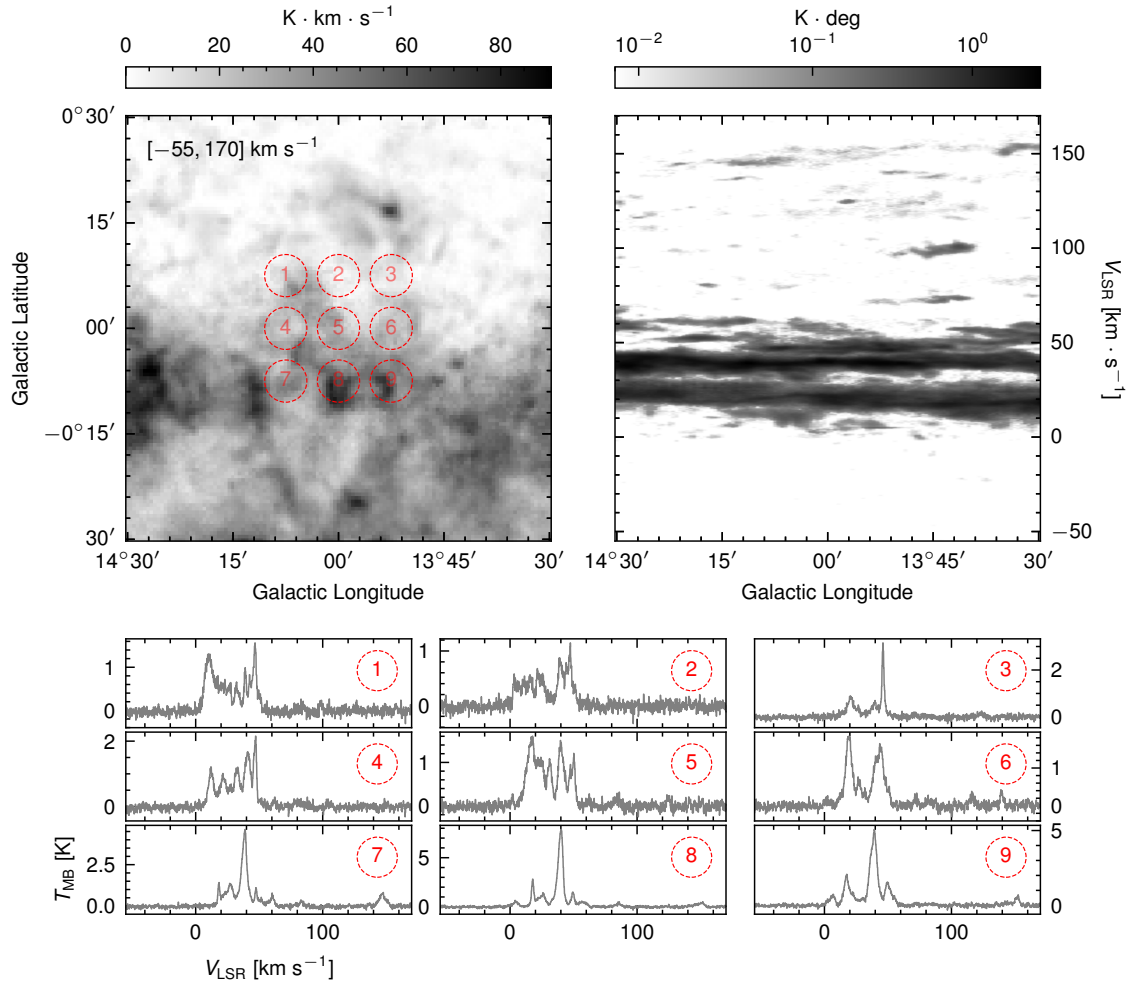 K · km · s⁻¹
0 20 40 60 80
K · deg
10⁻² 10⁻¹ 10⁰
[−55, 170] km s⁻¹
0°30′
15′
00′
−0°15′
30′
Galactic Latitude
1 2 3
4 5 6
7 8 9
14°30′ 15′ 00′ 13°45′ 30′
Galactic Longitude
150
100
50
0
−50
V_LSR [km · s⁻¹]
14°30′ 15′ 00′ 13°45′ 30′
Galactic Longitude
1
0
1
1
0
2
2
0
3
2
0
4
1
0
5
1
0
6
2.5
0.0
7
5
0
8
5
0
9
T_MB [K]
0 100
0 100
0 100
V_LSR [km s⁻¹]